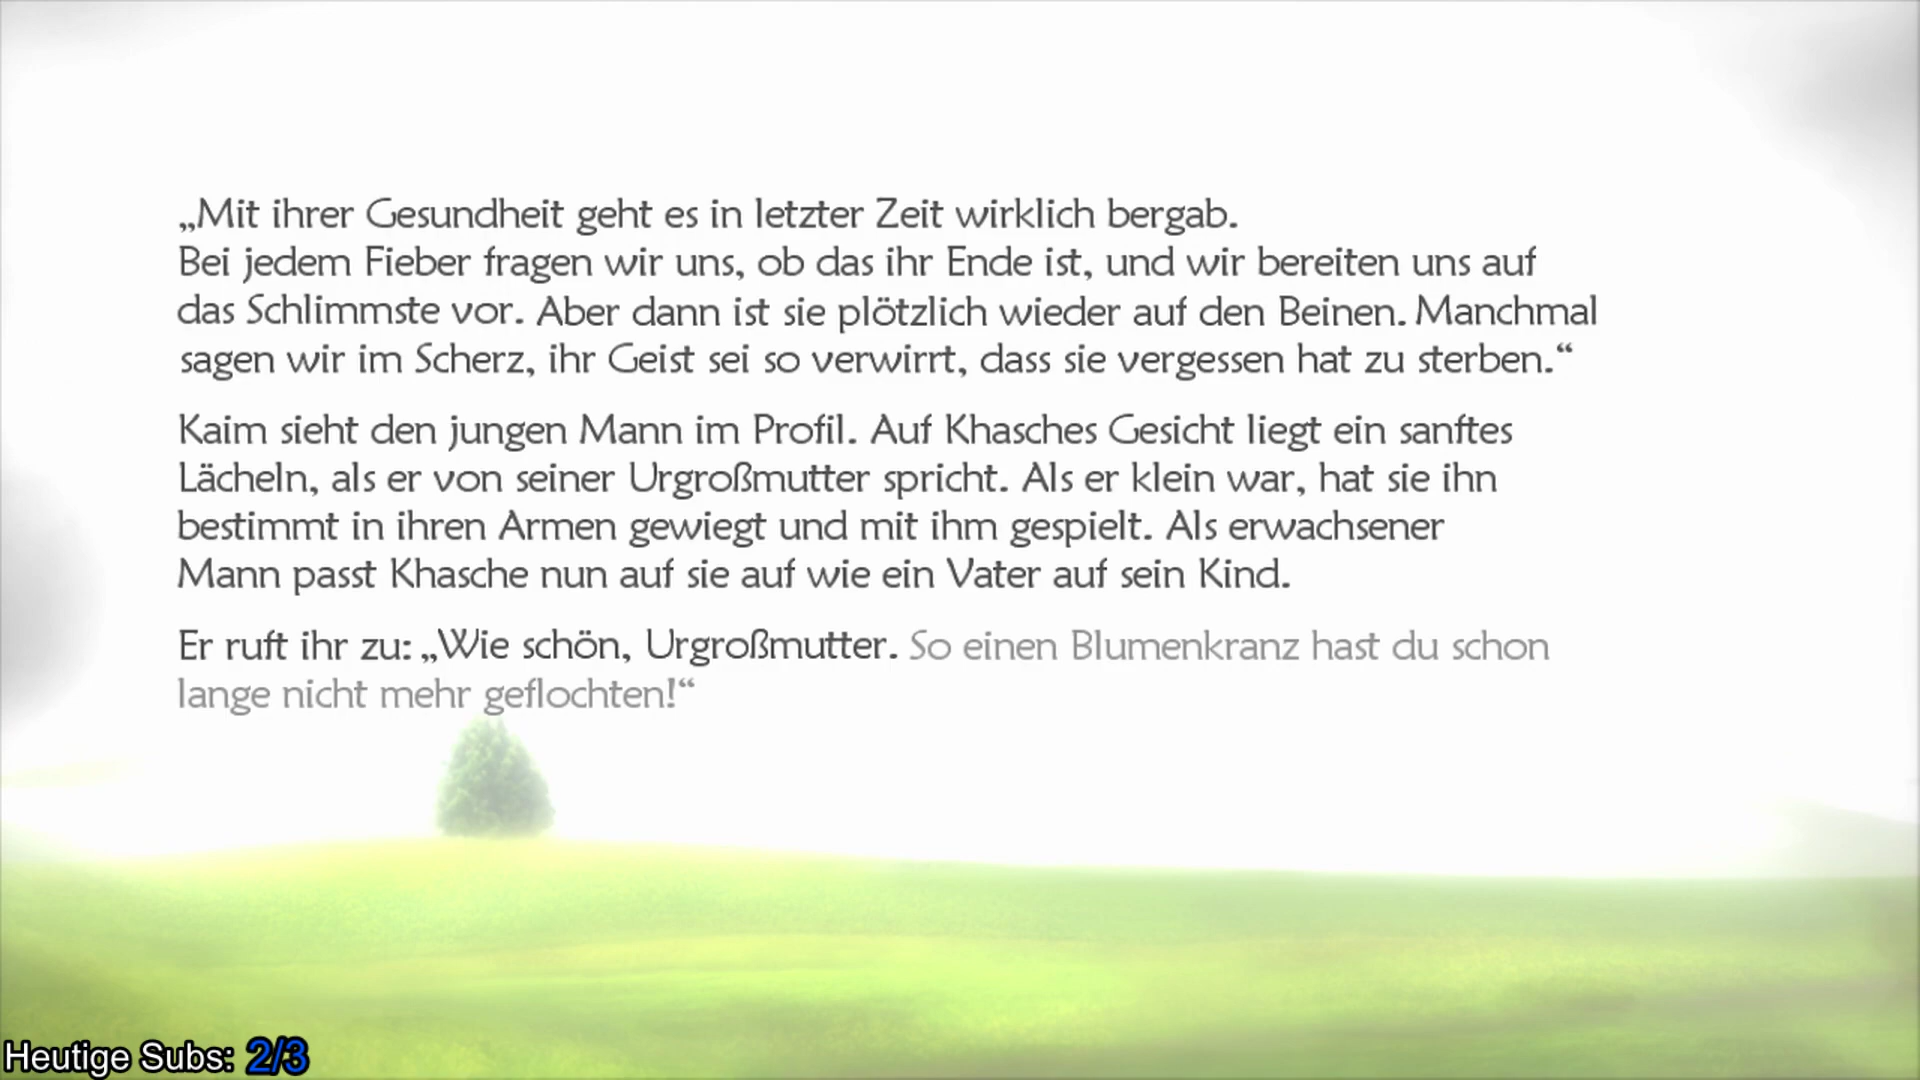 „Mit ihrer Gesundheit geht es in letzter Zeit wirklich bergab.
Bei jedem Fieber fragen wir uns, ob das ihr Ende ist, und wir bereiten uns auf
das Schlimmste vor. Aber dann ist sie plötzlich wieder auf den Beinen. Manchmal
sagen wir im Scherz, ihr Geist sei so verwirrt, dass sie vergessen hat zu sterben.“
Kaim sieht den jungen Mann im Profil. Auf Khasches Gesicht liegt ein sanftes
Lächeln, als er von seiner Urgroßmutter spricht. Als er klein war, hat sie ihn
bestimmt in ihren Armen gewiegt und mit ihm gespielt. Als erwachsener
Mann passt Khasche nun auf sie auf wie ein Vater auf sein Kind.
Er ruft ihr zu: „Wie schön, Urgroßmutter. So einen Blumenkranz hast du schon
lange nicht mehr geflochten!“
Heutige Subs: 2/3